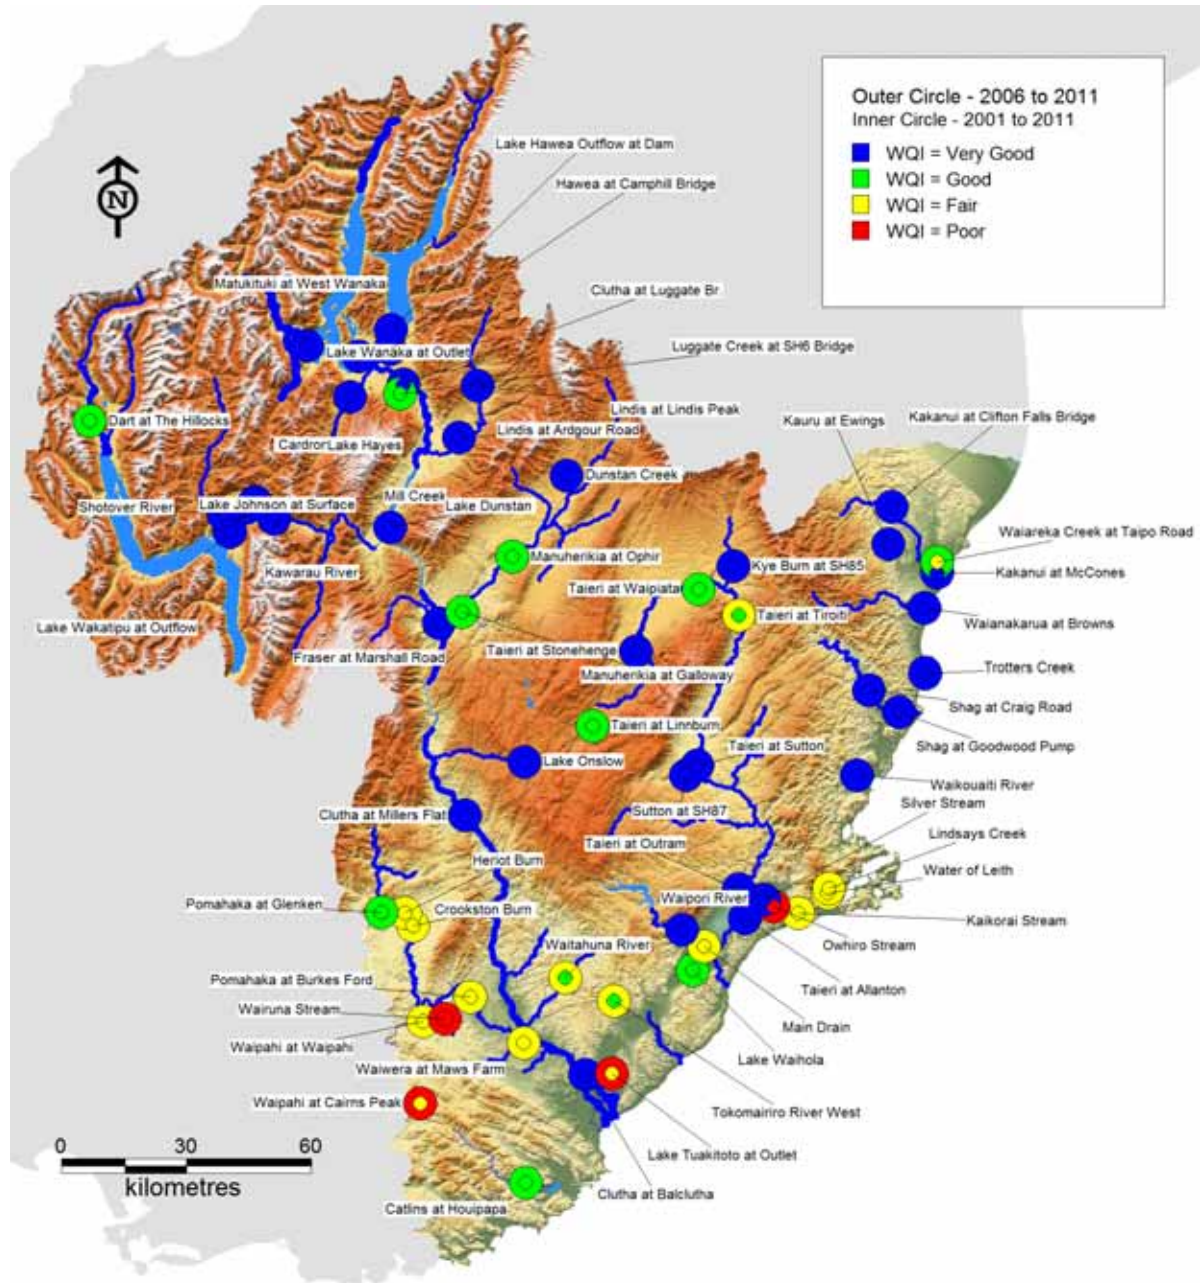 Outer Circle - 2006 to 2011
Inner Circle - 2001 to 2011
WQI = Very Good
WQI = Good
WQI = Fair
WQI = Poor
N
Lake Hawea Outflow at Dam
Hawea at Camphill Bridge
Matukituki at West Wanaka
Clutha at Luggate Br
Lake Wanaka at Outlet
Luggate Creek at SH6 Bridge
Lindis at Lindis Peak
Kakanui at Clifton Falls Bridge
Kauru at Ewings
Dart at The Hillocks
Lindis at Ardgour Road
Cardror
Lake Hayes
Dunstan Creek
Mill Creek
Lake Dunstan
Shotover River
Lake Johnson at Surface
Waiareka Creek at Taipo Road
Manuherikia at Ophir
Kye Burn at SH85
Kakanui at McCones
Kawarau River
Taieri at Waipiata
Taieri at Tiroiti
Waianakarua at Browns
Lake Wakatipu at Outflow
Taieri at Stonehenge
Fraser at Marshall Road
Trotters Creek
Manuherikia at Galloway
Shag at Craig Road
Taieri at Linnburn
Taieri at Sutton
Shag at Goodwood Pump
Lake Onslow
Waikouaiti River
Silver Stream
Clutha at Millers Flat
Sutton at SH87
Lindsays Creek
Taieri at Outram
Heriot Burn
Water of Leith
Pomahaka at Glenken
Crookston Burn
Waipori River
Kaikorai Stream
Waitahuna River
Owhiro Stream
Pomahaka at Burkes Ford
Taieri at Allanton
Wairuna Stream
Main Drain
Waipahi at Waipahi
Lake Waihola
Waiwera at Maws Farm
Waipahi at Cairns Peak
Tokomairiro River West
0 30 60
kilometres
Lake Tuakitoto at Outlet
Clutha at Balclutha
Catlins at Houipapa